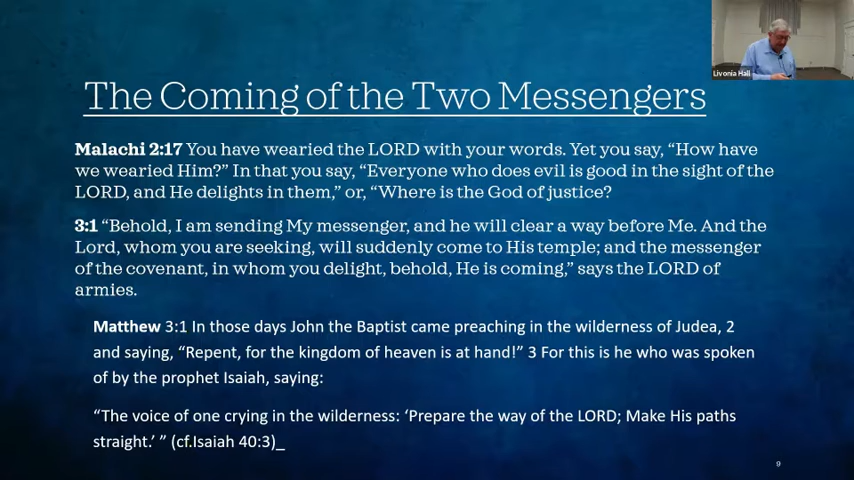 Livonia Hall
The Coming of the Two Messengers
Malachi 2:17 You have wearied the LORD with your words. Yet you say, “How have
we wearied Him?” In that you say, “Everyone who does evil is good in the sight of the
LORD, and He delights in them,” or, “Where is the God of justice?
3:1 “Behold, I am sending My messenger, and he will clear a way before Me. And the
Lord, whom you are seeking, will suddenly come to His temple; and the messenger
of the covenant, in whom you delight, behold, He is coming,” says the LORD of
armies.
Matthew 3:1 In those days John the Baptist came preaching in the wilderness of Judea, 2
and saying, “Repent, for the kingdom of heaven is at hand!” 3 For this is he who was spoken
of by the prophet Isaiah, saying:
“The voice of one crying in the wilderness: ‘Prepare the way of the LORD; Make His paths
straight.’ ” (cf.Isaiah 40:3)_
9